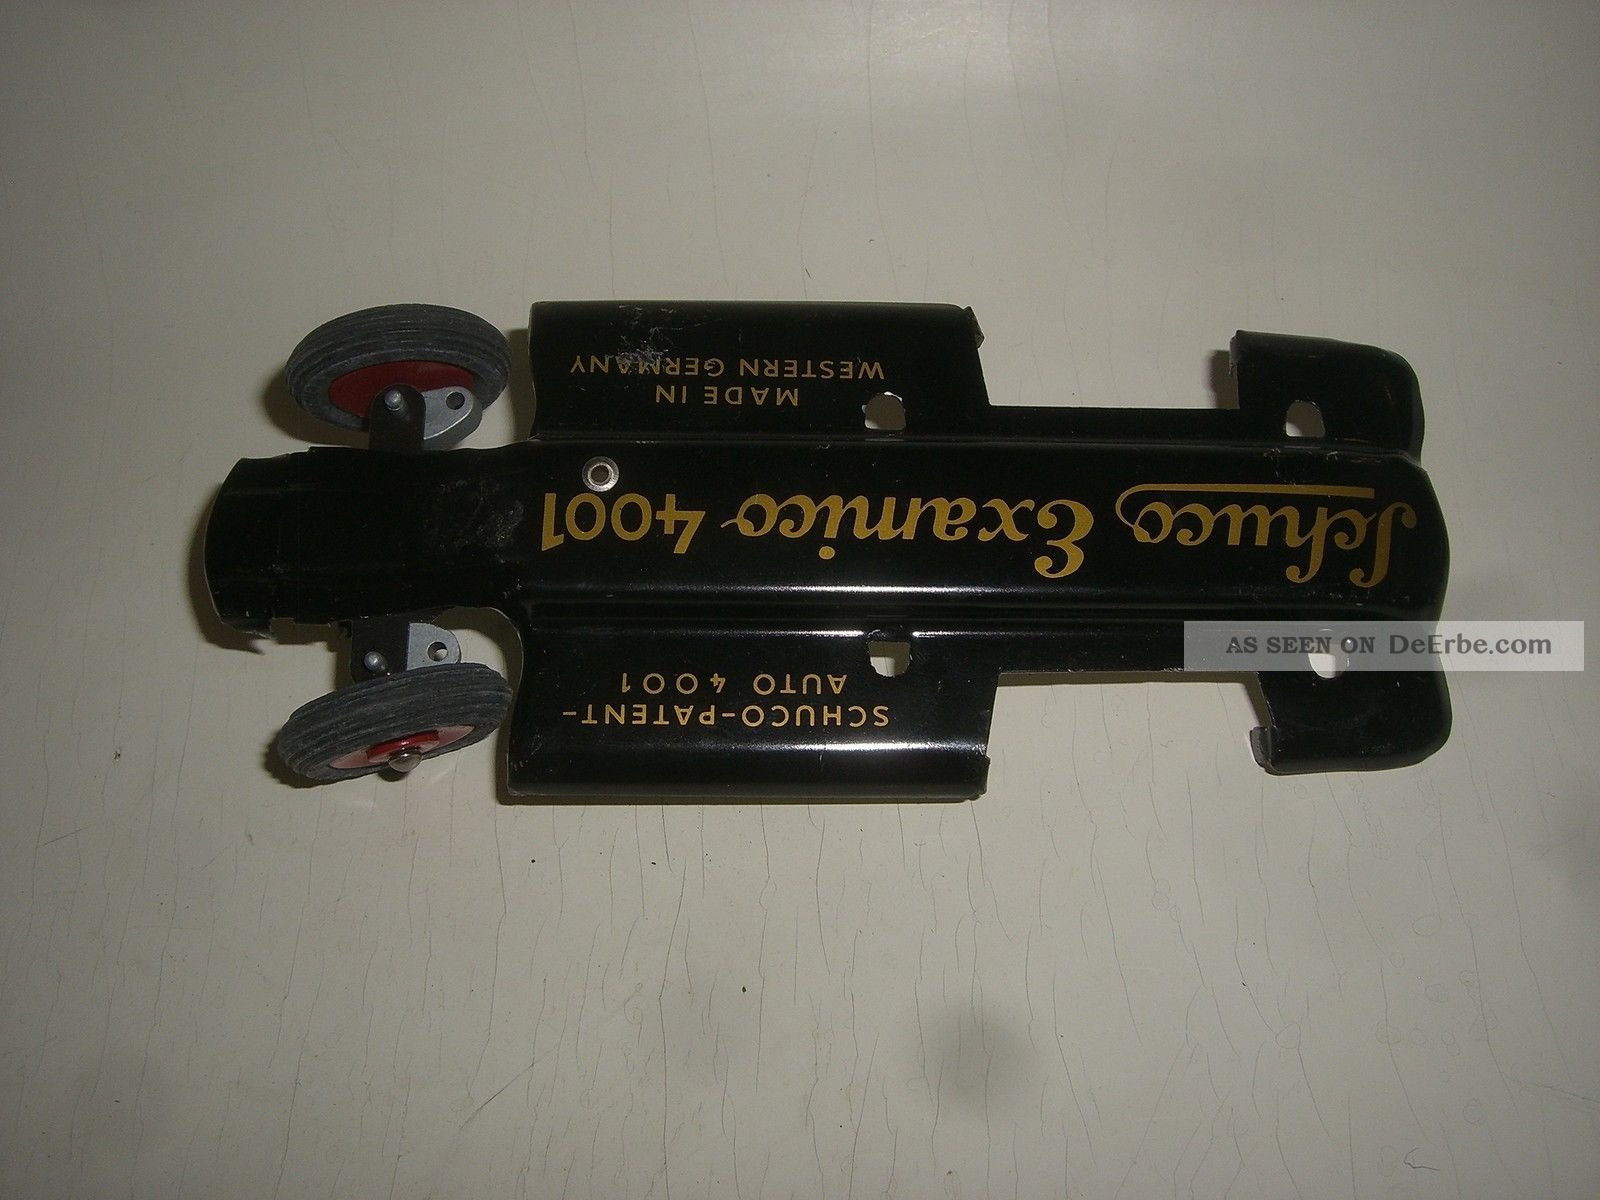 SCHUCO-PATENT-
AUTO 4001
Schuco Examico 4001
MADE IN
WESTERN GERMANY
AS SEEN ON DeErbe.com